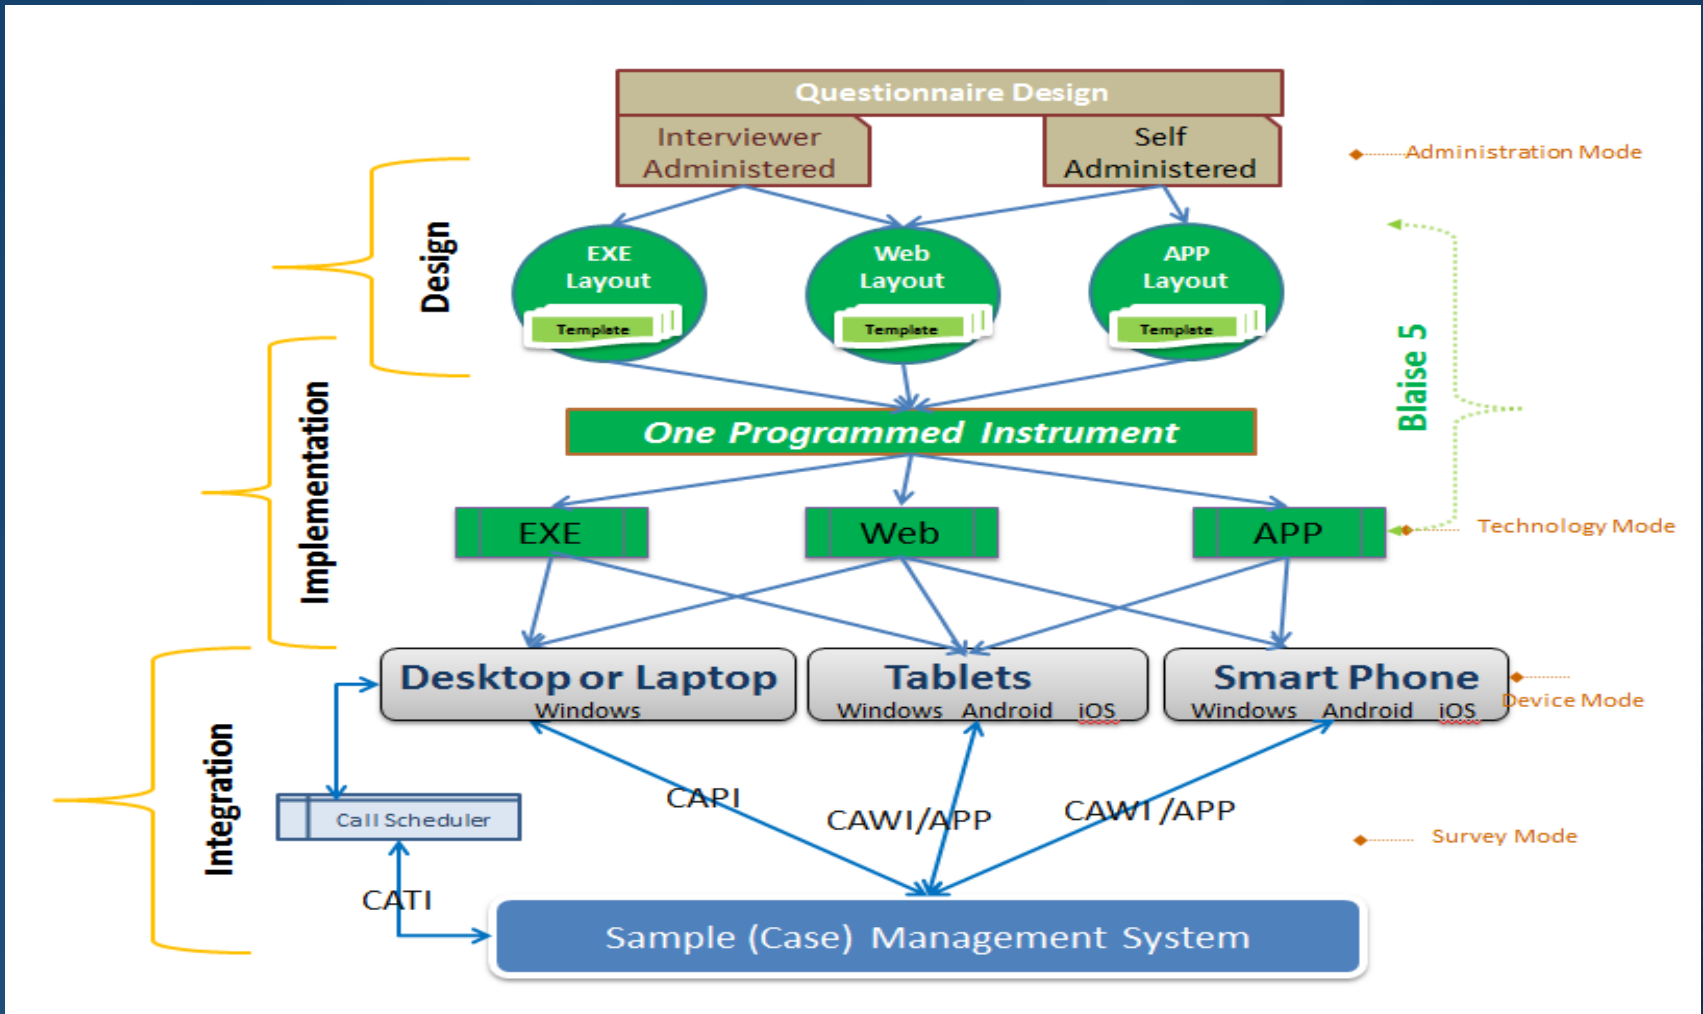 Questionnaire Design
Interviewer
Administered
Self
Administered
Administration Mode
Design
EXE
Layout
Template
Web
Layout
Template
APP
Layout
Template
Blaise 5
Implementation
One Programmed Instrument
EXE
Web
APP
Technology Mode
Desktop or Laptop
Windows
Tablets
Windows Android iOS
Smart Phone
Windows Android iOS
Device Mode
Integration
Call Scheduler
CAPI
CAWI/APP
CAWI /APP
Survey Mode
CATI
Sample (Case) Management System